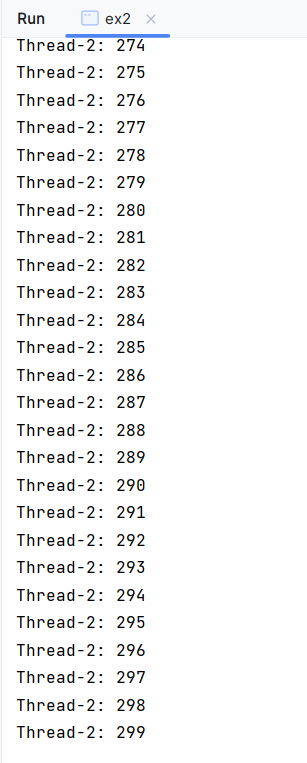 Run ex2
Thread-2: 274
Thread-2: 275
Thread-2: 276
Thread-2: 277
Thread-2: 278
Thread-2: 279
Thread-2: 280
Thread-2: 281
Thread-2: 282
Thread-2: 283
Thread-2: 284
Thread-2: 285
Thread-2: 286
Thread-2: 287
Thread-2: 288
Thread-2: 289
Thread-2: 290
Thread-2: 291
Thread-2: 292
Thread-2: 293
Thread-2: 294
Thread-2: 295
Thread-2: 296
Thread-2: 297
Thread-2: 298
Thread-2: 299